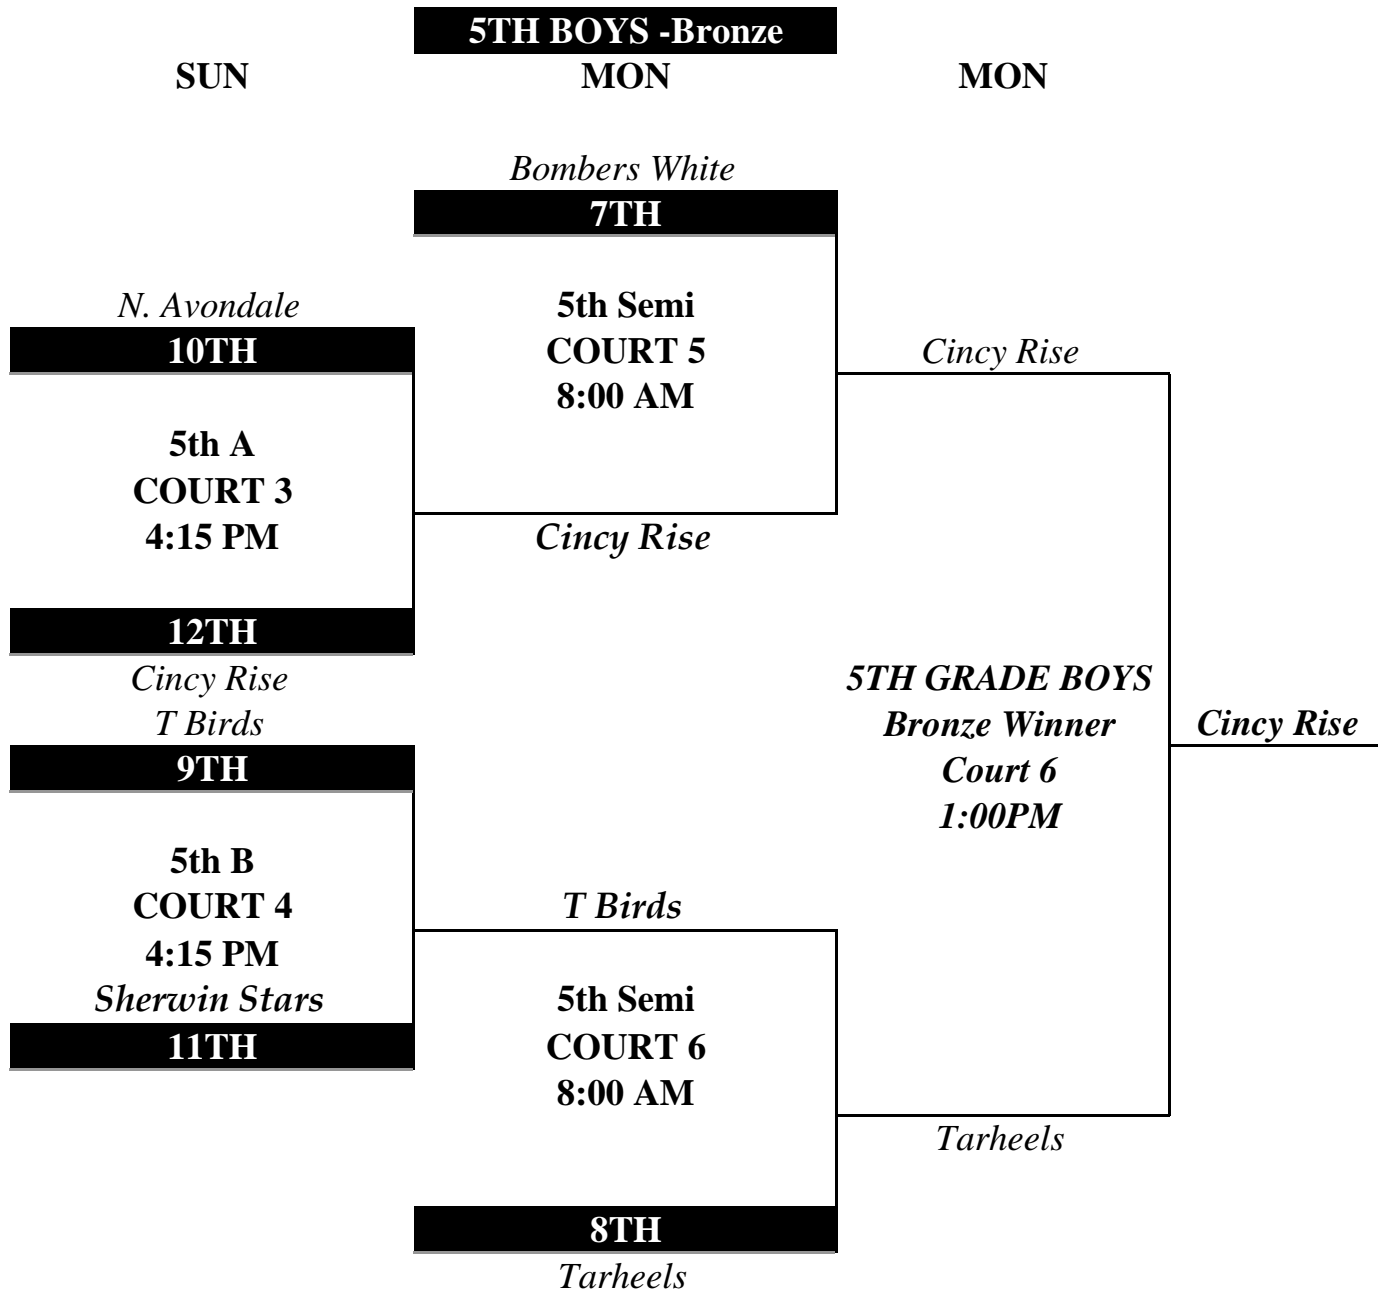 5TH BOYS -Bronze
SUN
MON
MON
Bombers White
7TH
N. Avondale
10TH
5th A
COURT 3
4:15 PM
12TH
Cincy Rise
5th Semi
COURT 5
8:00 AM
Cincy Rise
Cincy Rise
T Birds
9TH
5th B
COURT 4
4:15 PM
Sherwin Stars
11TH
T Birds
5th Semi
COURT 6
8:00 AM
8TH
Tarheels
Tarheels
5TH GRADE BOYS
Bronze Winner
Court 6
1:00PM
Cincy Rise